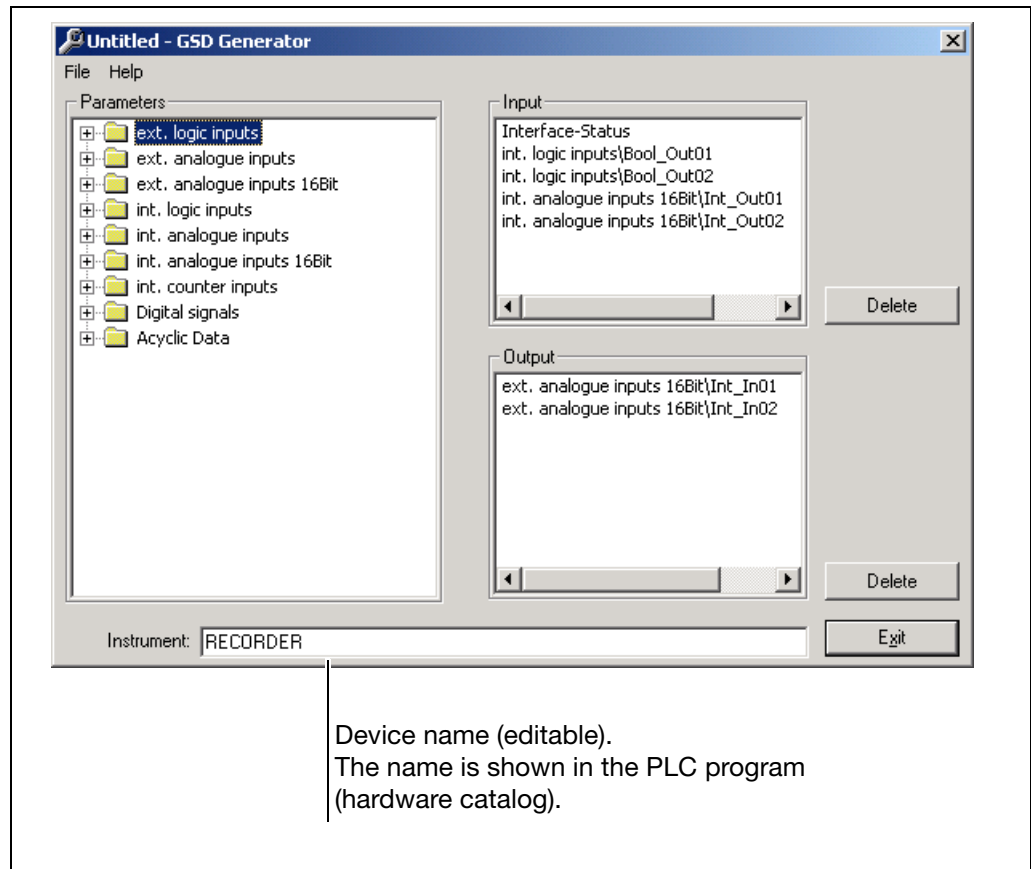 Untitled - GSD Generator
File Help
Parameters
ext. logic inputs
ext. analogue inputs
ext. analogue inputs 16Bit
int. logic inputs
int. analogue inputs
int. analogue inputs 16Bit
int. counter inputs
Digital signals
Acyclic Data
Input
Interface-Status
int. logic inputs\Bool_Out01
int. logic inputs\Bool_Out02
int. analogue inputs 16Bit\Int_Out01
int. analogue inputs 16Bit\Int_Out02
Delete
Output
ext. analogue inputs 16Bit\Int_In01
ext. analogue inputs 16Bit\Int_In02
Delete
Instrument: RECORDER
Exit
Device name (editable).
The name is shown in the PLC program
(hardware catalog).